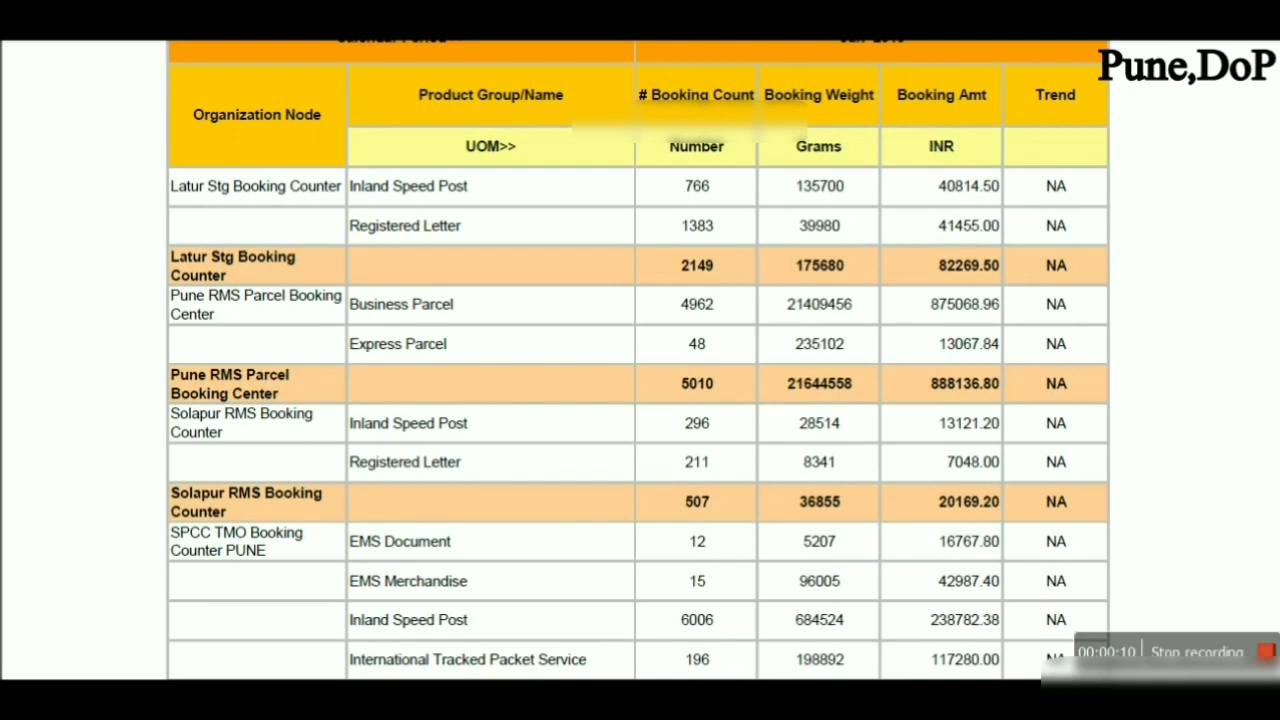 Pune,DoP
Organization Node Product Group/Name # Booking Count Booking Weight Booking Amt Trend
UOM>> Number Grams INR
Latur Stg Booking Counter Inland Speed Post 766 135700 40814.50 NA
Registered Letter 1383 39980 41455.00 NA
Latur Stg Booking
Counter 2149 175680 82269.50 NA
Pune RMS Parcel Booking
Center Business Parcel 4962 21409456 875068.96 NA
Express Parcel 48 235102 13067.84 NA
Pune RMS Parcel
Booking Center 5010 21644558 888136.80 NA
Solapur RMS Booking
Counter Inland Speed Post 296 28514 13121.20 NA
Registered Letter 211 8341 7048.00 NA
Solapur RMS Booking
Counter 507 36855 20169.20 NA
SPCC TMO Booking
Counter PUNE EMS Document 12 5207 16767.80 NA
EMS Merchandise 15 96005 42987.40 NA
Inland Speed Post 6006 684524 238782.38 NA
International Tracked Packet Service 196 198892 117280.00
00:00:10 Stop recording